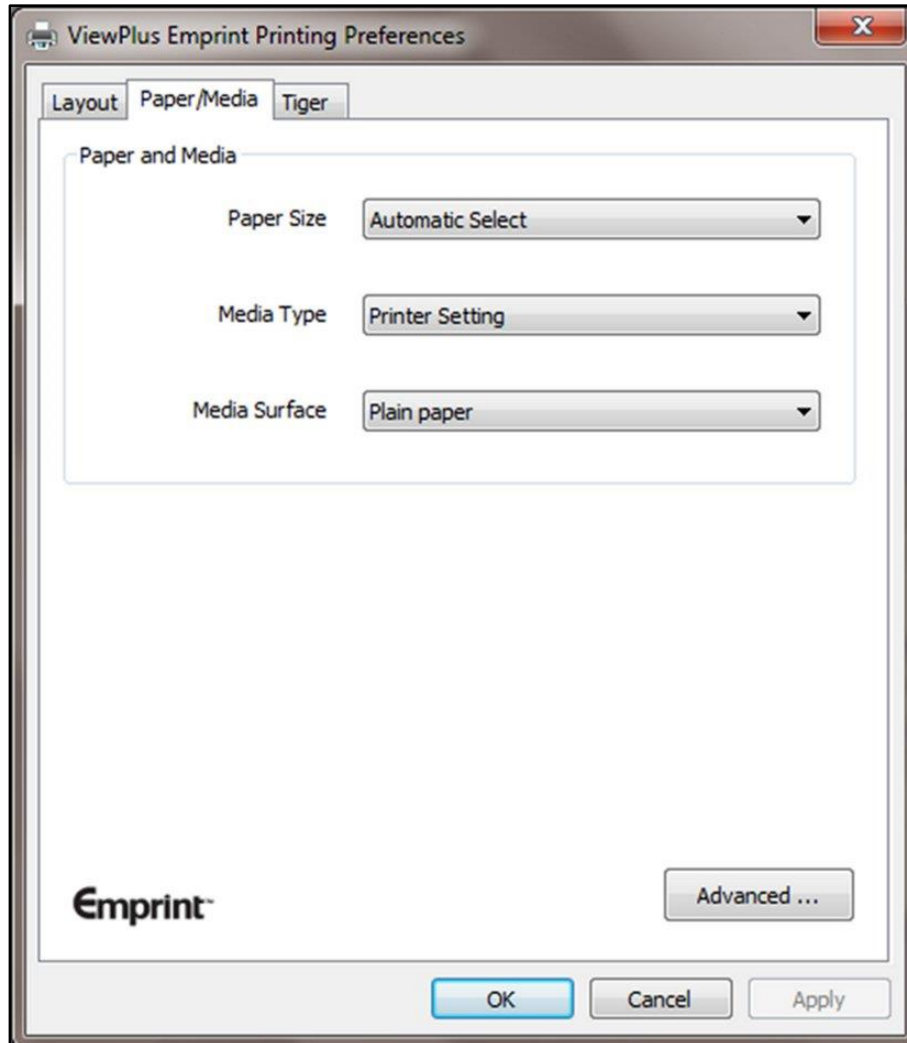 ViewPlus Emprint Printing Preferences
Layout Paper/Media Tiger
Paper and Media
Paper Size Automatic Select
Media Type Printer Setting
Media Surface Plain paper
Emprint™ Advanced ...
OK Cancel Apply